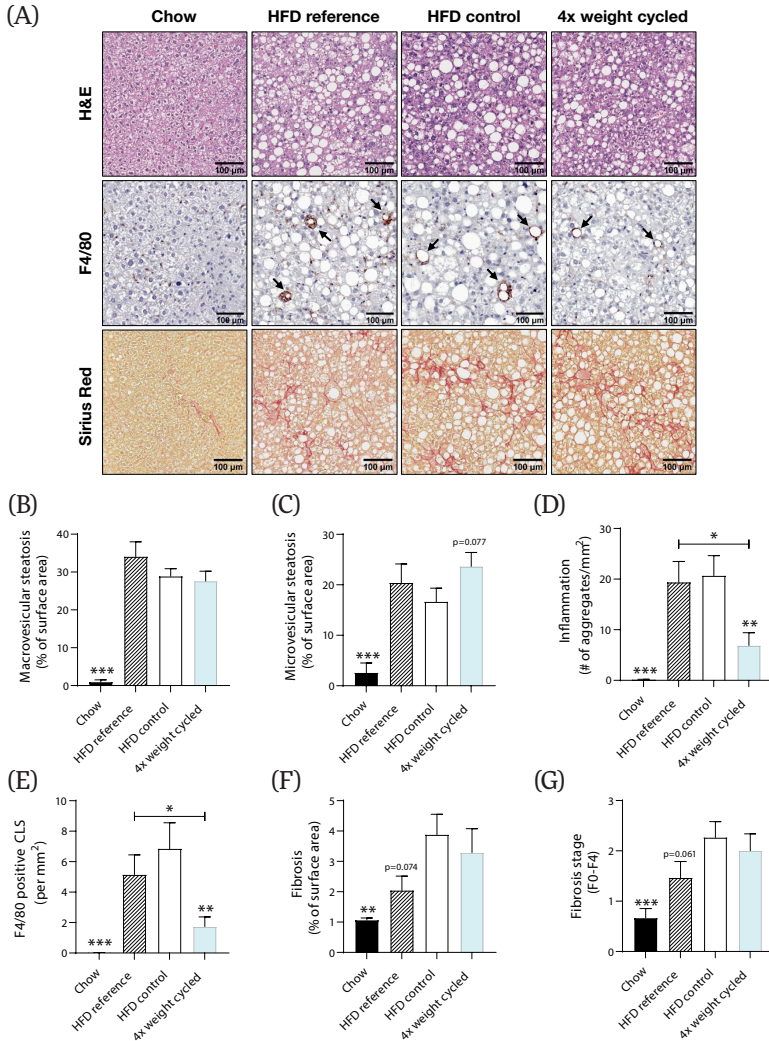 (A)
Chow HFD reference HFD control 4x weight cycled
H&E
100 µm 100 µm 100 µm 100 µm
F4/80
100 µm 100 µm 100 µm 100 µm
Sirius Red
100 µm 100 µm 100 µm 100 µm
(B)
Macrovesicular steatosis
(% of surface area)
40
30
20
10
0
***
Chow
HFD reference
HFD control
4x weight cycled
(C)
Microvesicular steatosis
(% of surface area)
30
20
10
0
***
p=0.077
Chow
HFD reference
HFD control
4x weight cycled
(D)
Inflammation
(# of aggregates/mm²)
30
20
10
0
*
***
**
Chow
HFD reference
HFD control
4x weight cycled
(E)
F4/80 positive CLS
(per mm²)
10
8
6
4
2
0
*
***
**
Chow
HFD reference
HFD control
4x weight cycled
(F)
Fibrosis
(% of surface area)
5
4
3
2
1
0
**
p=0.074
Chow
HFD reference
HFD control
4x weight cycled
(G)
Fibrosis stage
(F0-F4)
3
2
1
0
***
p=0.061
Chow
HFD reference
HFD control
4x weight cycled